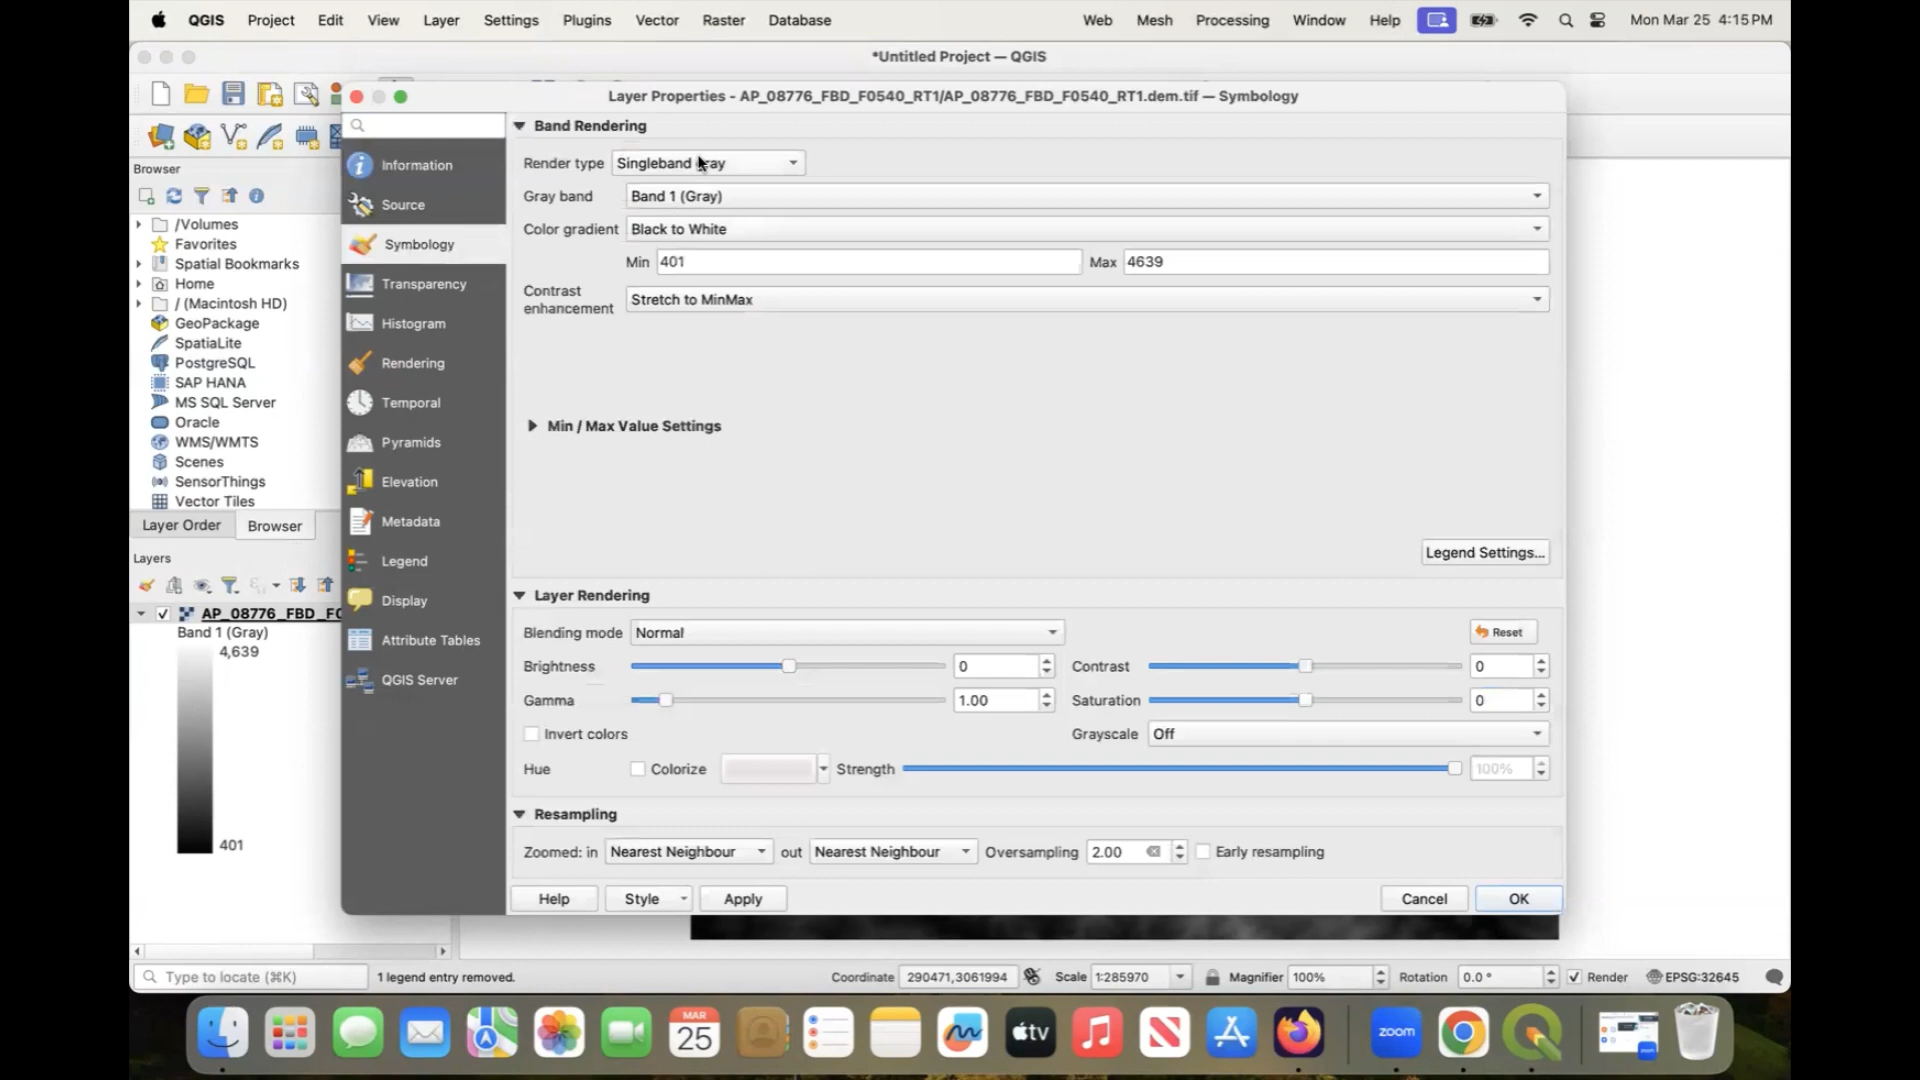 QGIS Project Edit View Layer Settings Plugins Vector Raster Database Web Mesh Processing Window Help Mon Mar 25 4:15 PM
*Untitled Project — QGIS
Layer Properties - AP_08776_FBD_F0540_RT1/AP_08776_FBD_F0540_RT1.dem.tif — Symbology
Browser
/Volumes
Favorites
Spatial Bookmarks
Home
/ (Macintosh HD)
GeoPackage
SpatiaLite
PostgreSQL
SAP HANA
MS SQL Server
Oracle
WMS/WMTS
Scenes
SensorThings
Vector Tiles
Layer Order Browser
Layers
AP_08776_FBD_F0
Band 1 (Gray)
4,639
401
Information
Source
Symbology
Transparency
Histogram
Rendering
Temporal
Pyramids
Elevation
Metadata
Legend
Display
Attribute Tables
QGIS Server
Band Rendering
Render type Singleband gray
Gray band Band 1 (Gray)
Color gradient Black to White
Min 401 Max 4639
Contrast
enhancement Stretch to MinMax
Min / Max Value Settings
Legend Settings...
Layer Rendering
Blending mode Normal Reset
Brightness 0 Contrast 0
Gamma 1.00 Saturation 0
Invert colors Grayscale Off
Hue Colorize Strength 100%
Resampling
Zoomed: in Nearest Neighbour out Nearest Neighbour Oversampling 2.00 Early resampling
Help Style Apply Cancel OK
Type to locate (⌘K) 1 legend entry removed. Coordinate 290471,3061994 Scale 1:285970 Magnifier 100% Rotation 0.0 ° Render EPSG:32645
MAR
25
tv
zoom